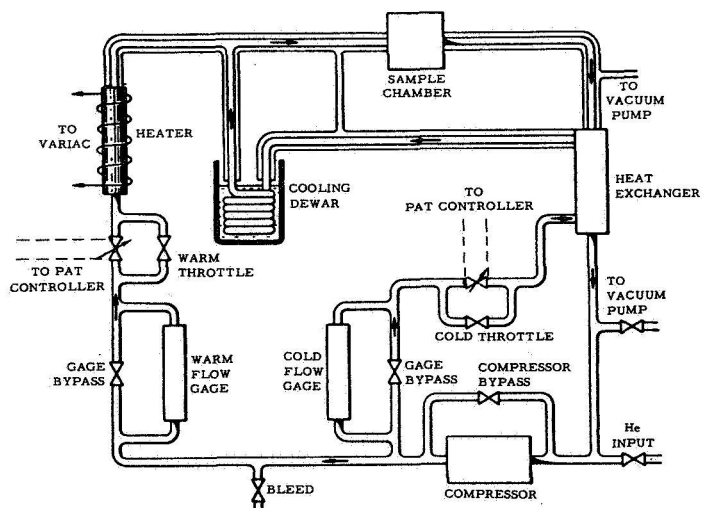 SAMPLE
CHAMBER
TO
VACUUM
PUMP
TO
VARIAC
HEATER
HEAT
EXCHANGER
COOLING
DEWAR
TO
PAT CONTROLLER
TO PAT
CONTROLLER
WARM
THROTTLE
TO
VACUUM
PUMP
COLD THROTTLE
GAGE
BYPASS
WARM
FLOW
GAGE
COLD
FLOW
GAGE
GAGE
BYPASS
COMPRESSOR
BYPASS
He
INPUT
BLEED
COMPRESSOR